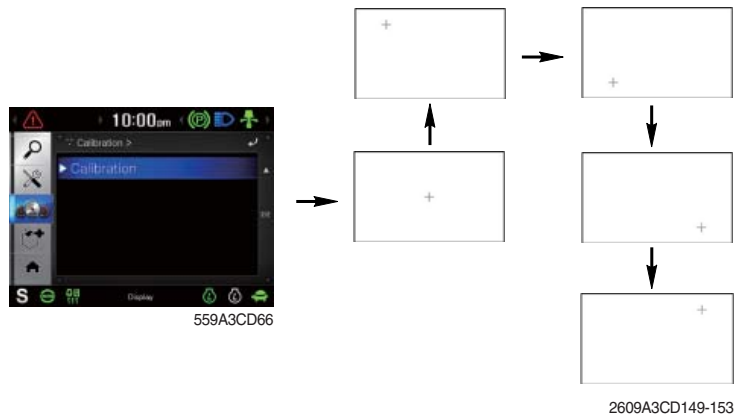 10:00pm
Calibration >
Calibration
S
Display
559A3CD66
2609A3CD149-153